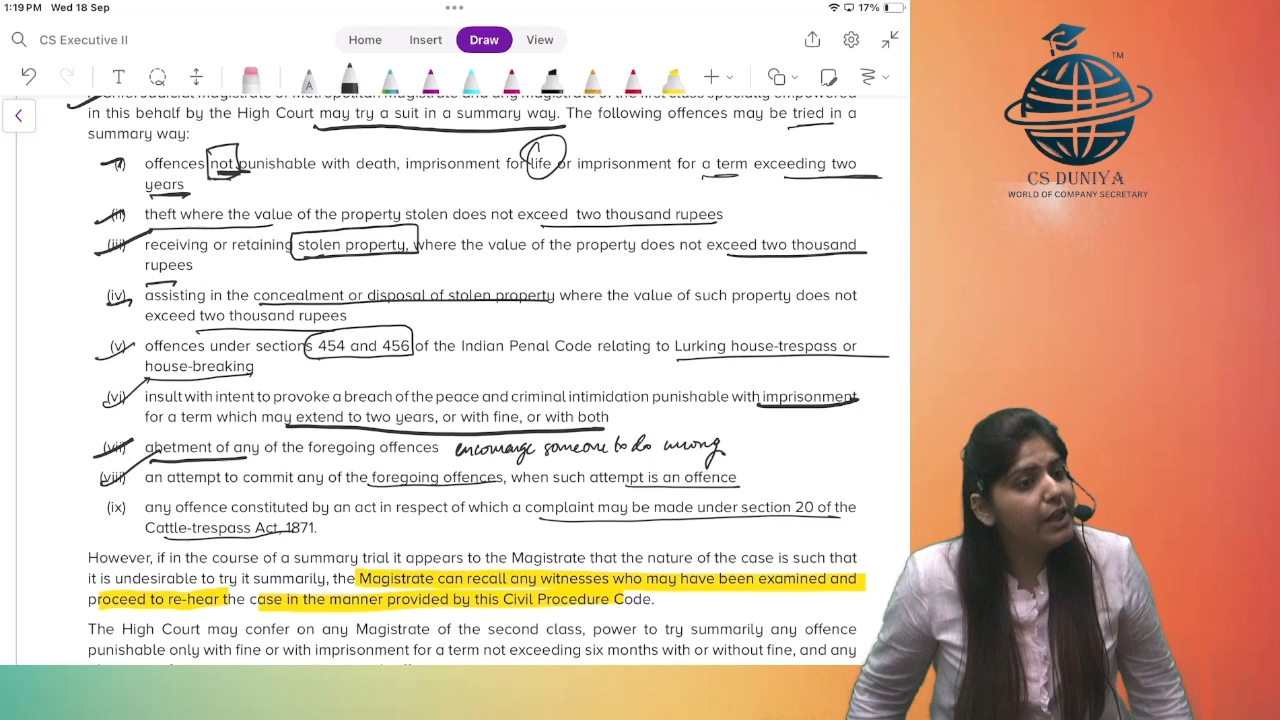 1:19 PM Wed 18 Sep
17%
CS Executive II
Home Insert Draw View
in this behalf by the High Court may try a suit in a summary way. The following offences may be tried in a
summary way:
(i) offences not punishable with death, imprisonment for life or imprisonment for a term exceeding two
years
(ii) theft where the value of the property stolen does not exceed two thousand rupees
(iii) receiving or retaining stolen property, where the value of the property does not exceed two thousand
rupees
(iv) assisting in the concealment or disposal of stolen property where the value of such property does not
exceed two thousand rupees
(v) offences under sections 454 and 456 of the Indian Penal Code relating to Lurking house-trespass or
house-breaking
(vi) insult with intent to provoke a breach of the peace and criminal intimidation punishable with imprisonment
for a term which may extend to two years, or with fine, or with both
(vii) abetment of any of the foregoing offences encourage someone to do wrong
(viii) an attempt to commit any of the foregoing offences, when such attempt is an offence
(ix) any offence constituted by an act in respect of which a complaint may be made under section 20 of the
Cattle-trespass Act, 1871.
However, if in the course of a summary trial it appears to the Magistrate that the nature of the case is such that
it is undesirable to try it summarily, the Magistrate can recall any witnesses who may have been examined and
proceed to re-hear the case in the manner provided by this Civil Procedure Code.
The High Court may confer on any Magistrate of the second class, power to try summarily any offence
punishable only with fine or with imprisonment for a term not exceeding six months with or without fine, and any
TM
CS DUNIYA
WORLD OF COMPANY SECRETARY